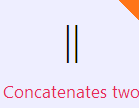 ||
Concatenates two